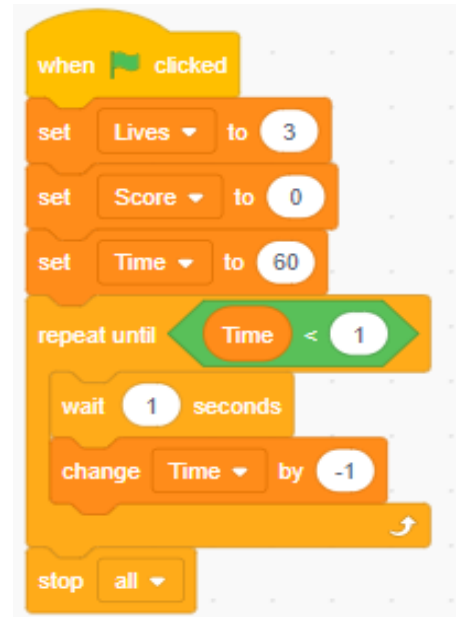 when clicked
set Lives to 3
set Score to 0
set Time to 60
repeat until Time < 1
wait 1 seconds
change Time by -1
stop all